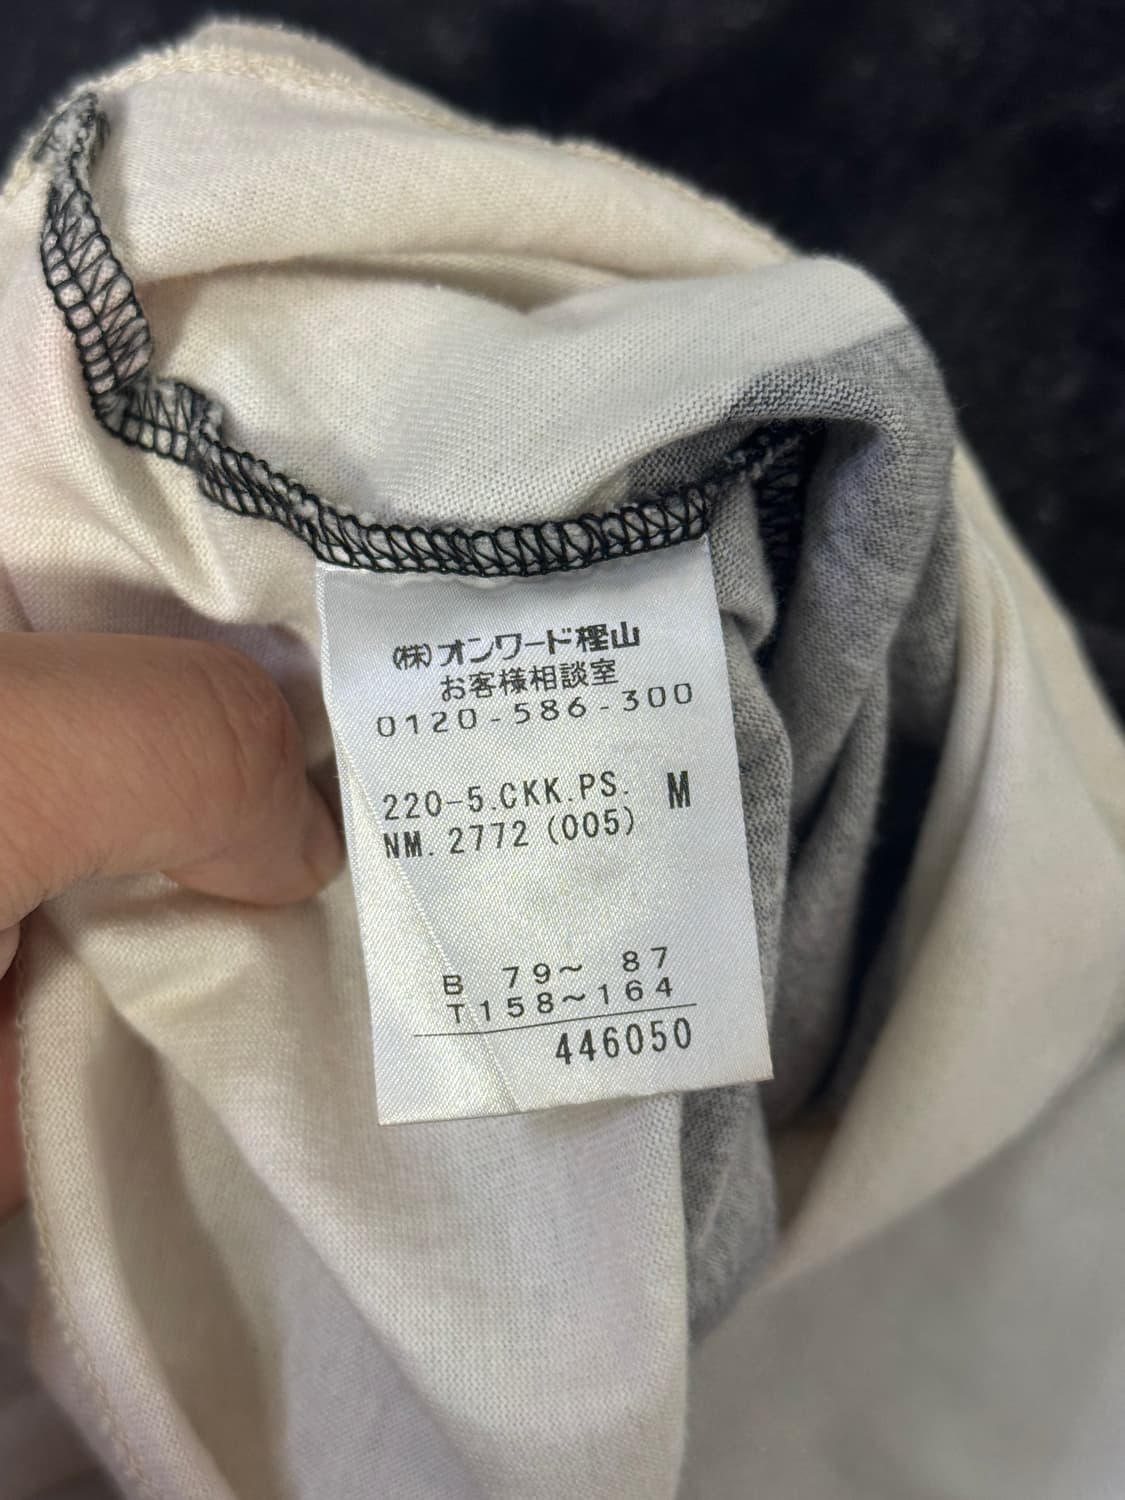 (株)オンワード樫山
お客様相談室
0120-586-300
220-5.CKK.PS. M
NM.2772(005)
B 79~ 87
T158~164
446050